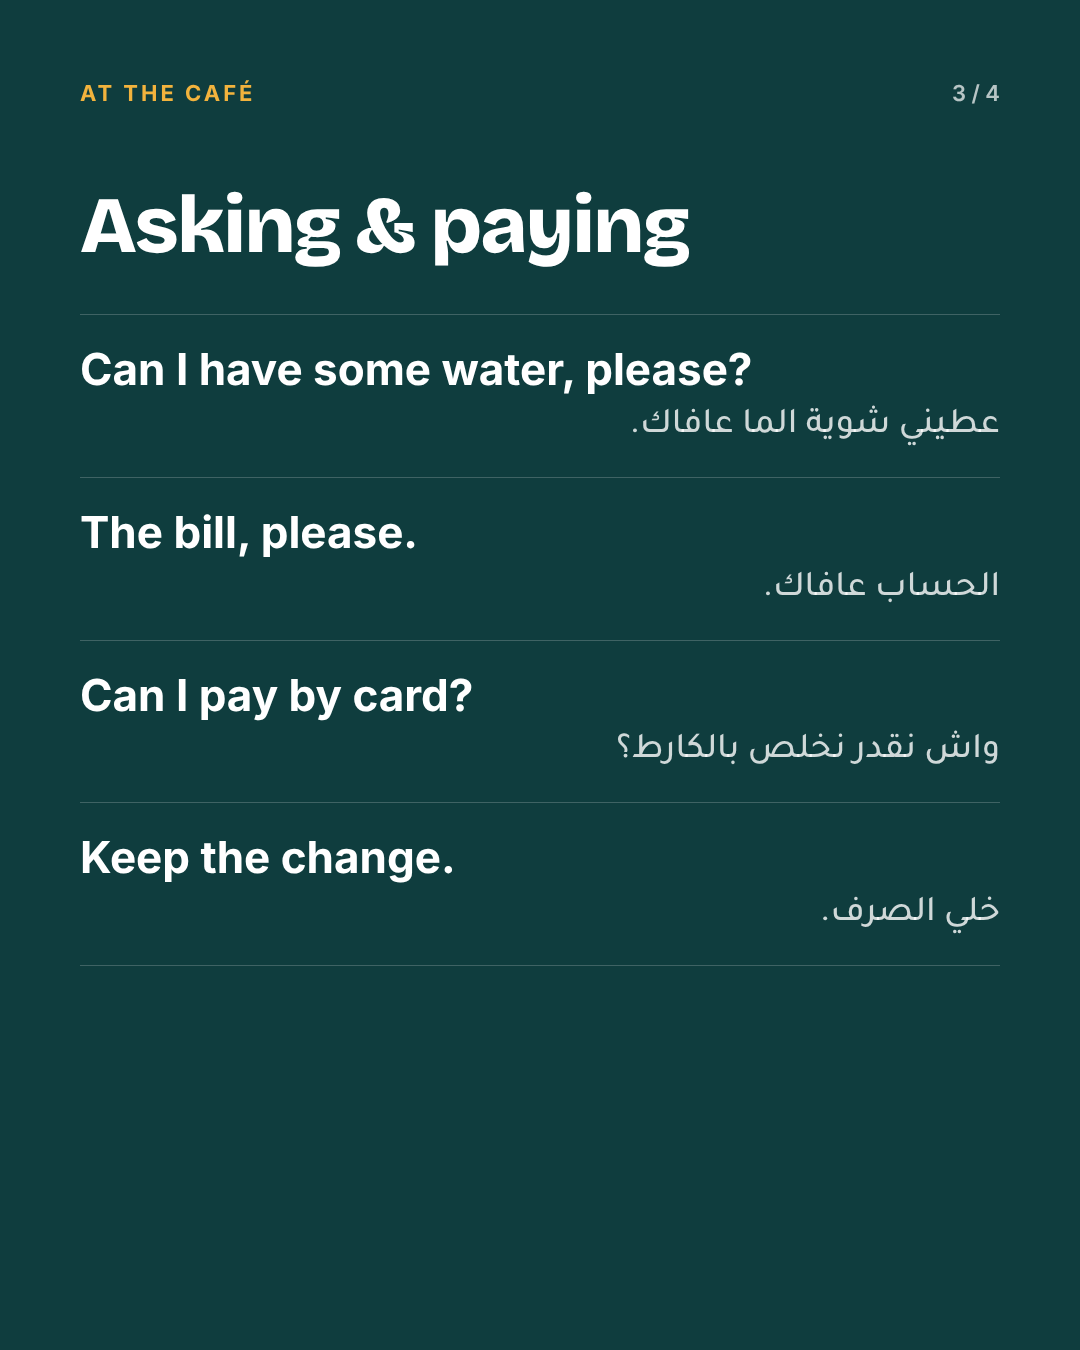 AT THE CAFÉ
3 / 4
Asking & paying
Can I have some water, please?
عطيني شوية الما عافاك.
The bill, please.
الحساب عافاك.
Can I pay by card?
واش نقدر نخلص بالكارط؟
Keep the change.
خلي الصرف.